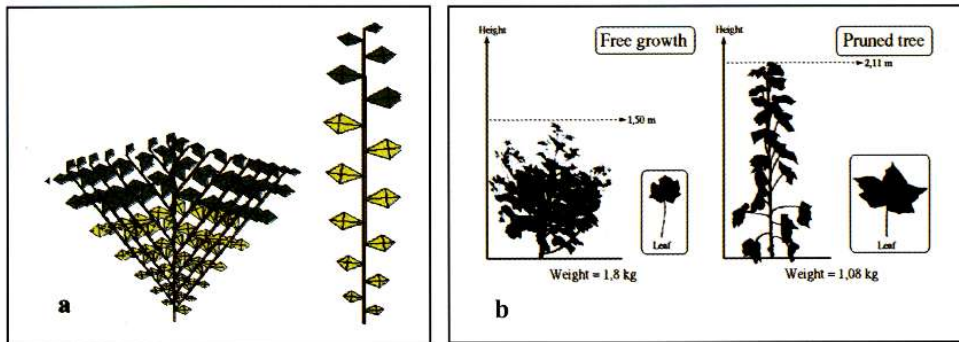 a
Height
Free growth
1,50 m
Leaf
Weight = 1,8 kg
Height
Pruned tree
2,11 m
Leaf
Weight = 1,08 kg
b